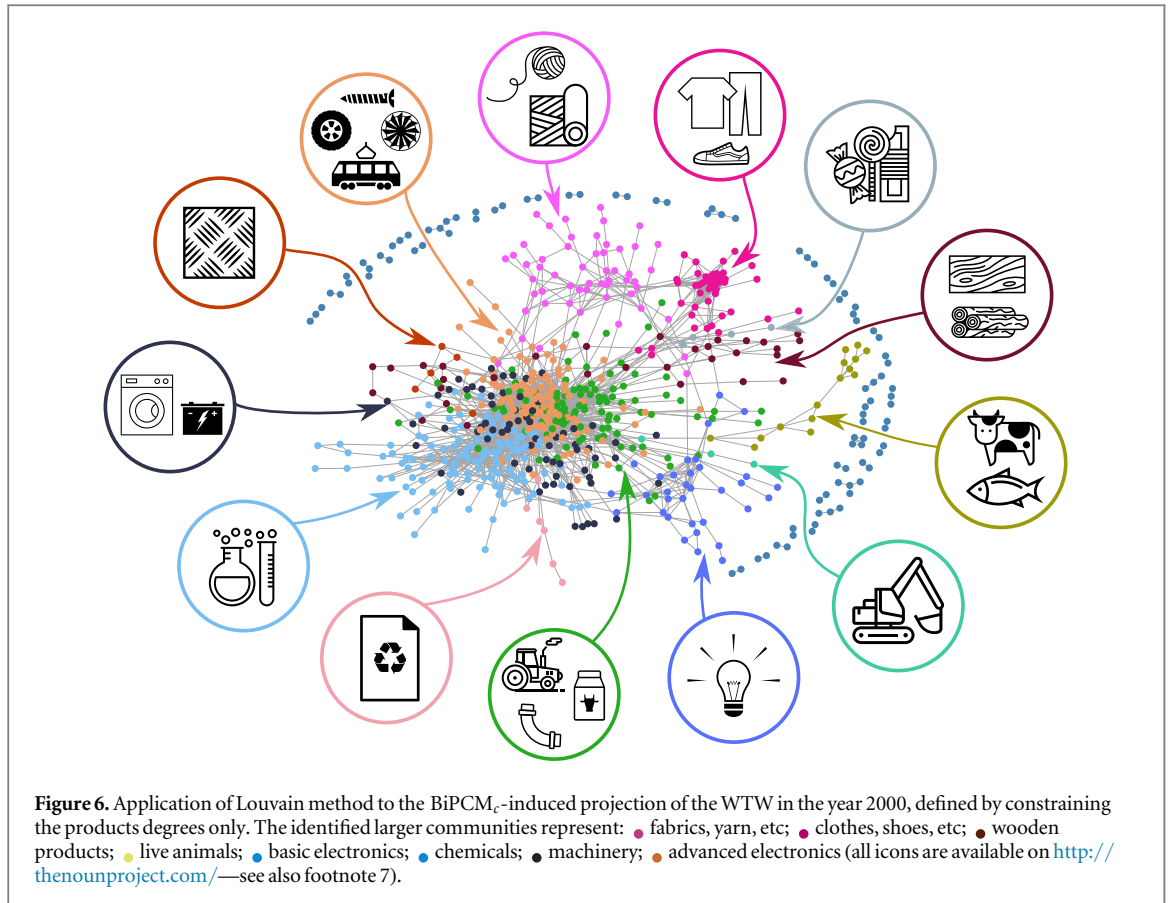 Figure 6. Application of Louvain method to the BiPCMc-induced projection of the WTW in the year 2000, defined by constraining
the products degrees only. The identified larger communities represent: ● fabrics, yarn, etc; ● clothes, shoes, etc; ● wooden
products; ● live animals; ● basic electronics; ● chemicals; ● machinery; ● advanced electronics (all icons are available on http://
thenounproject.com/—see also footnote 7).